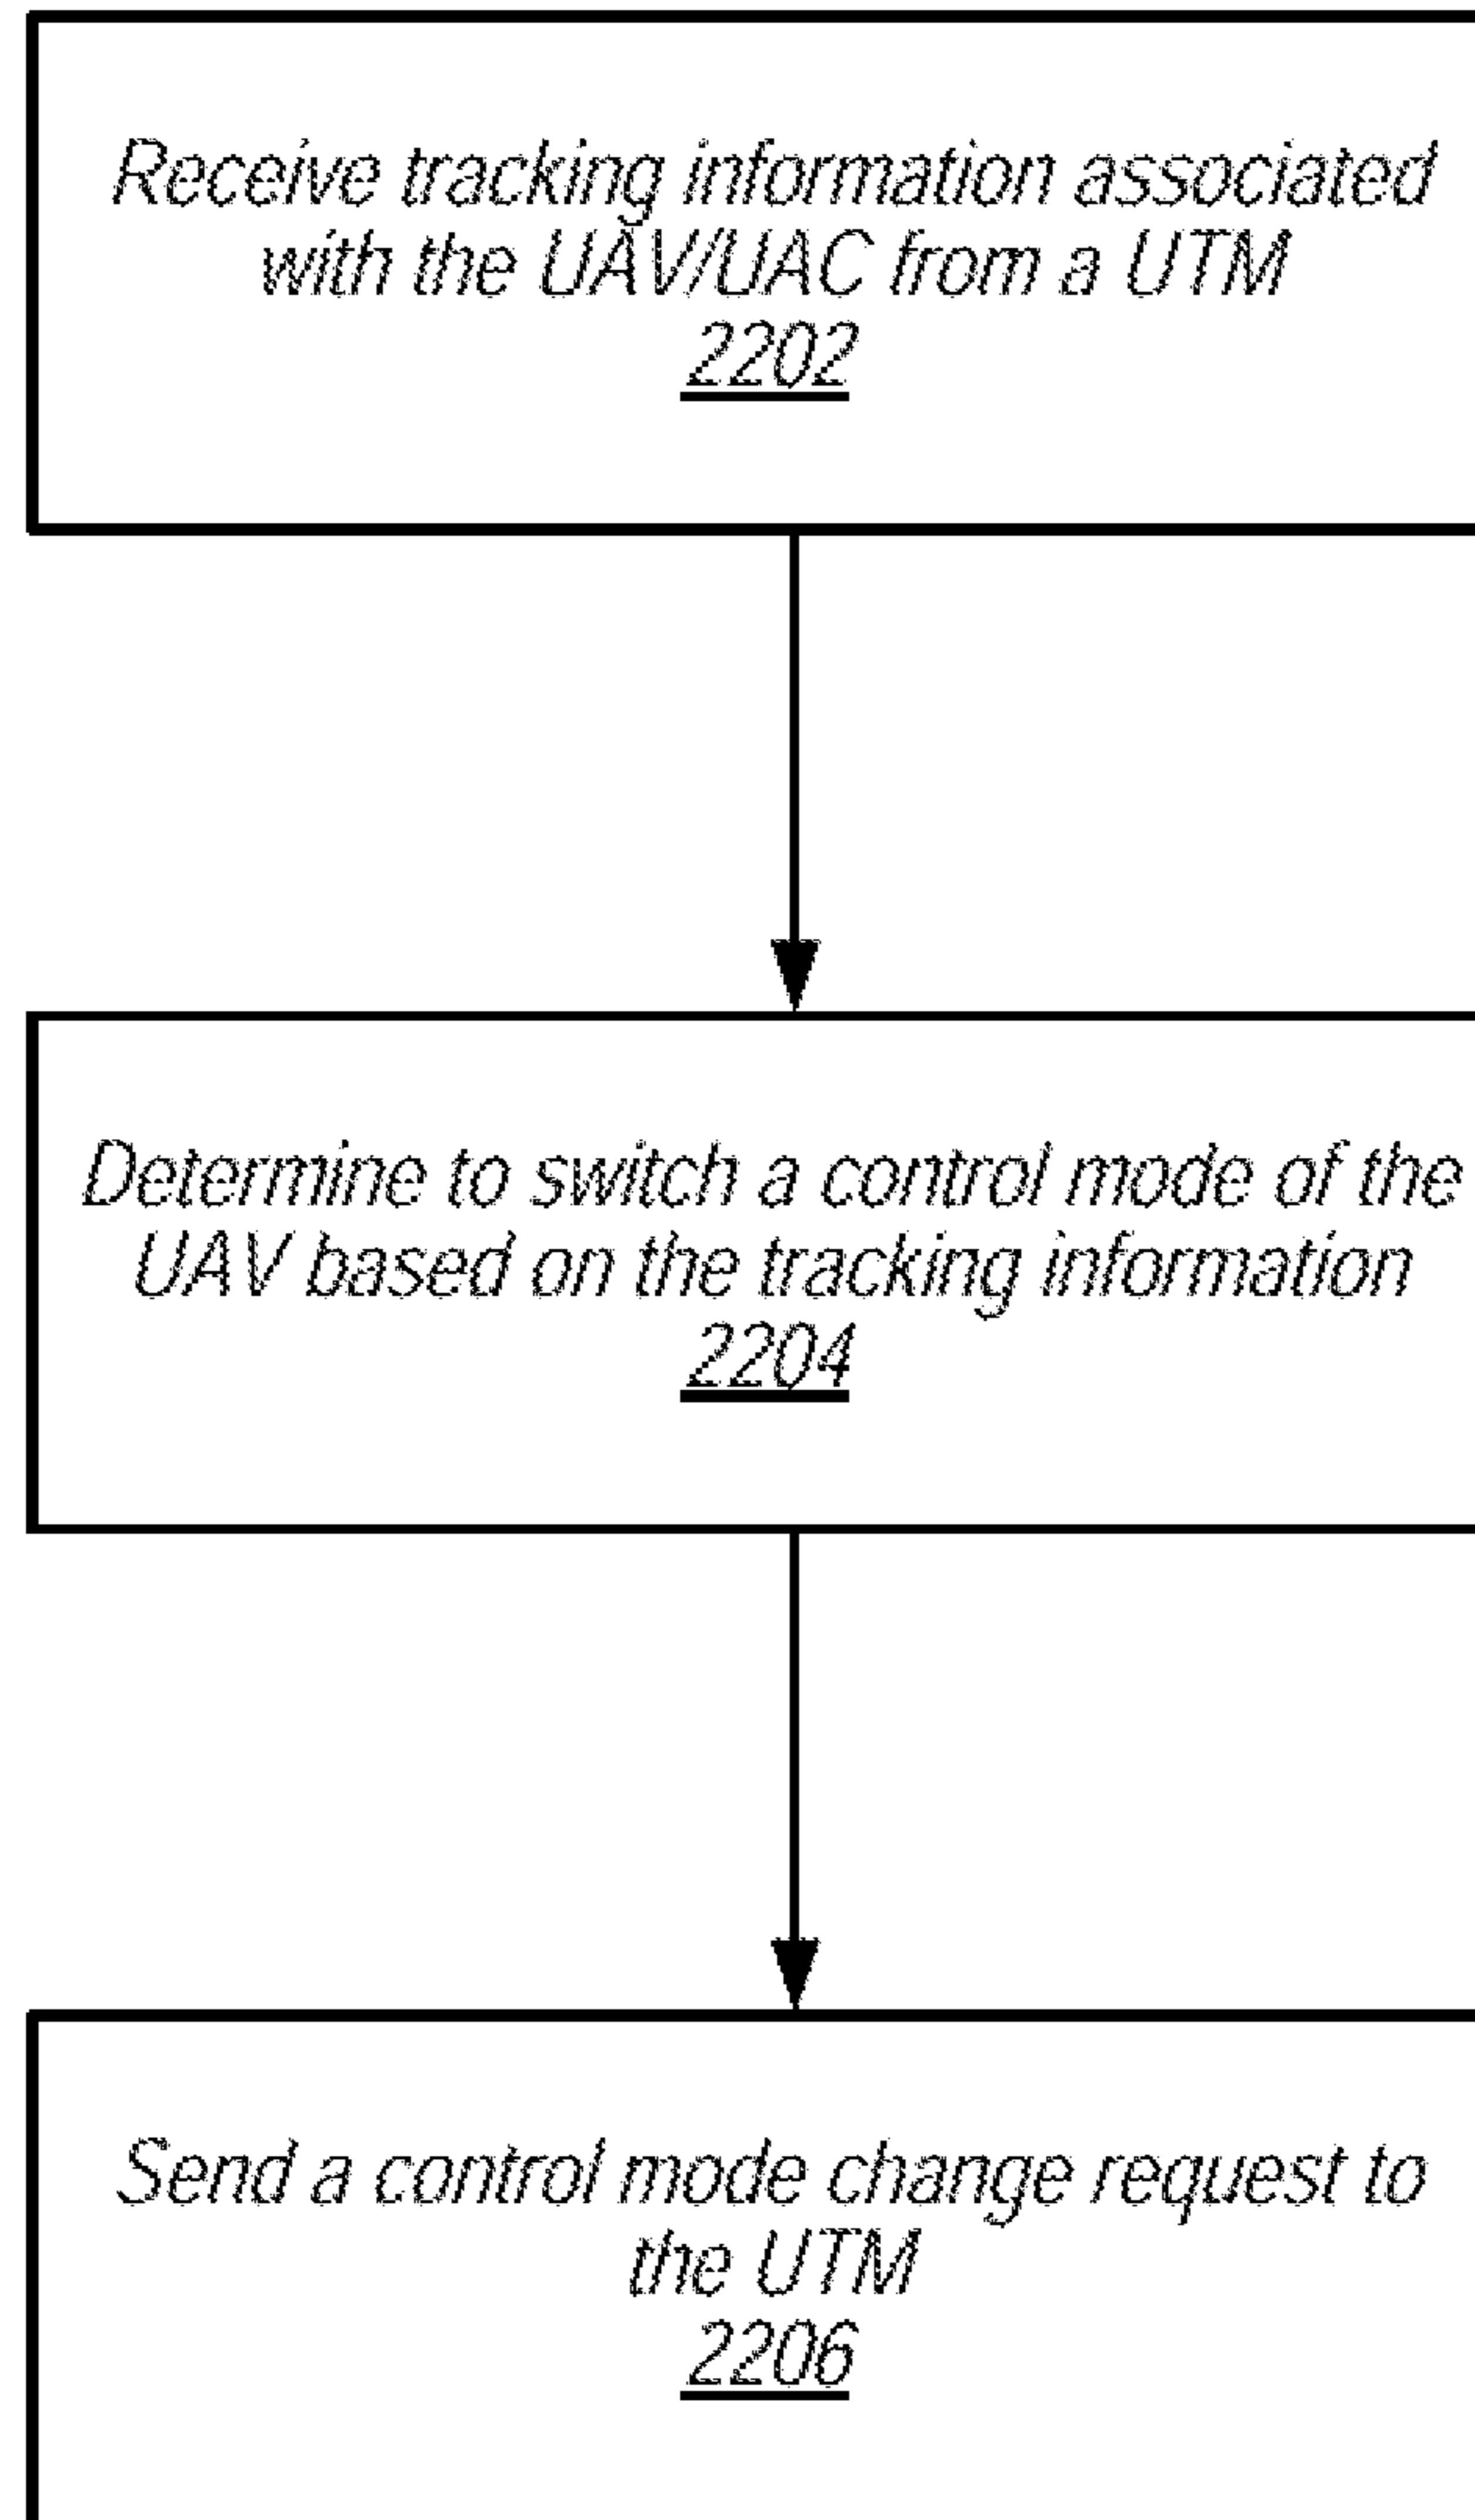 Receive tracking information associated
with the UAV/UAC from a UTM
2202
Determine to switch a control mode of the
UAV based on the tracking information
2204
Send a control mode change request to
the UTM
2206